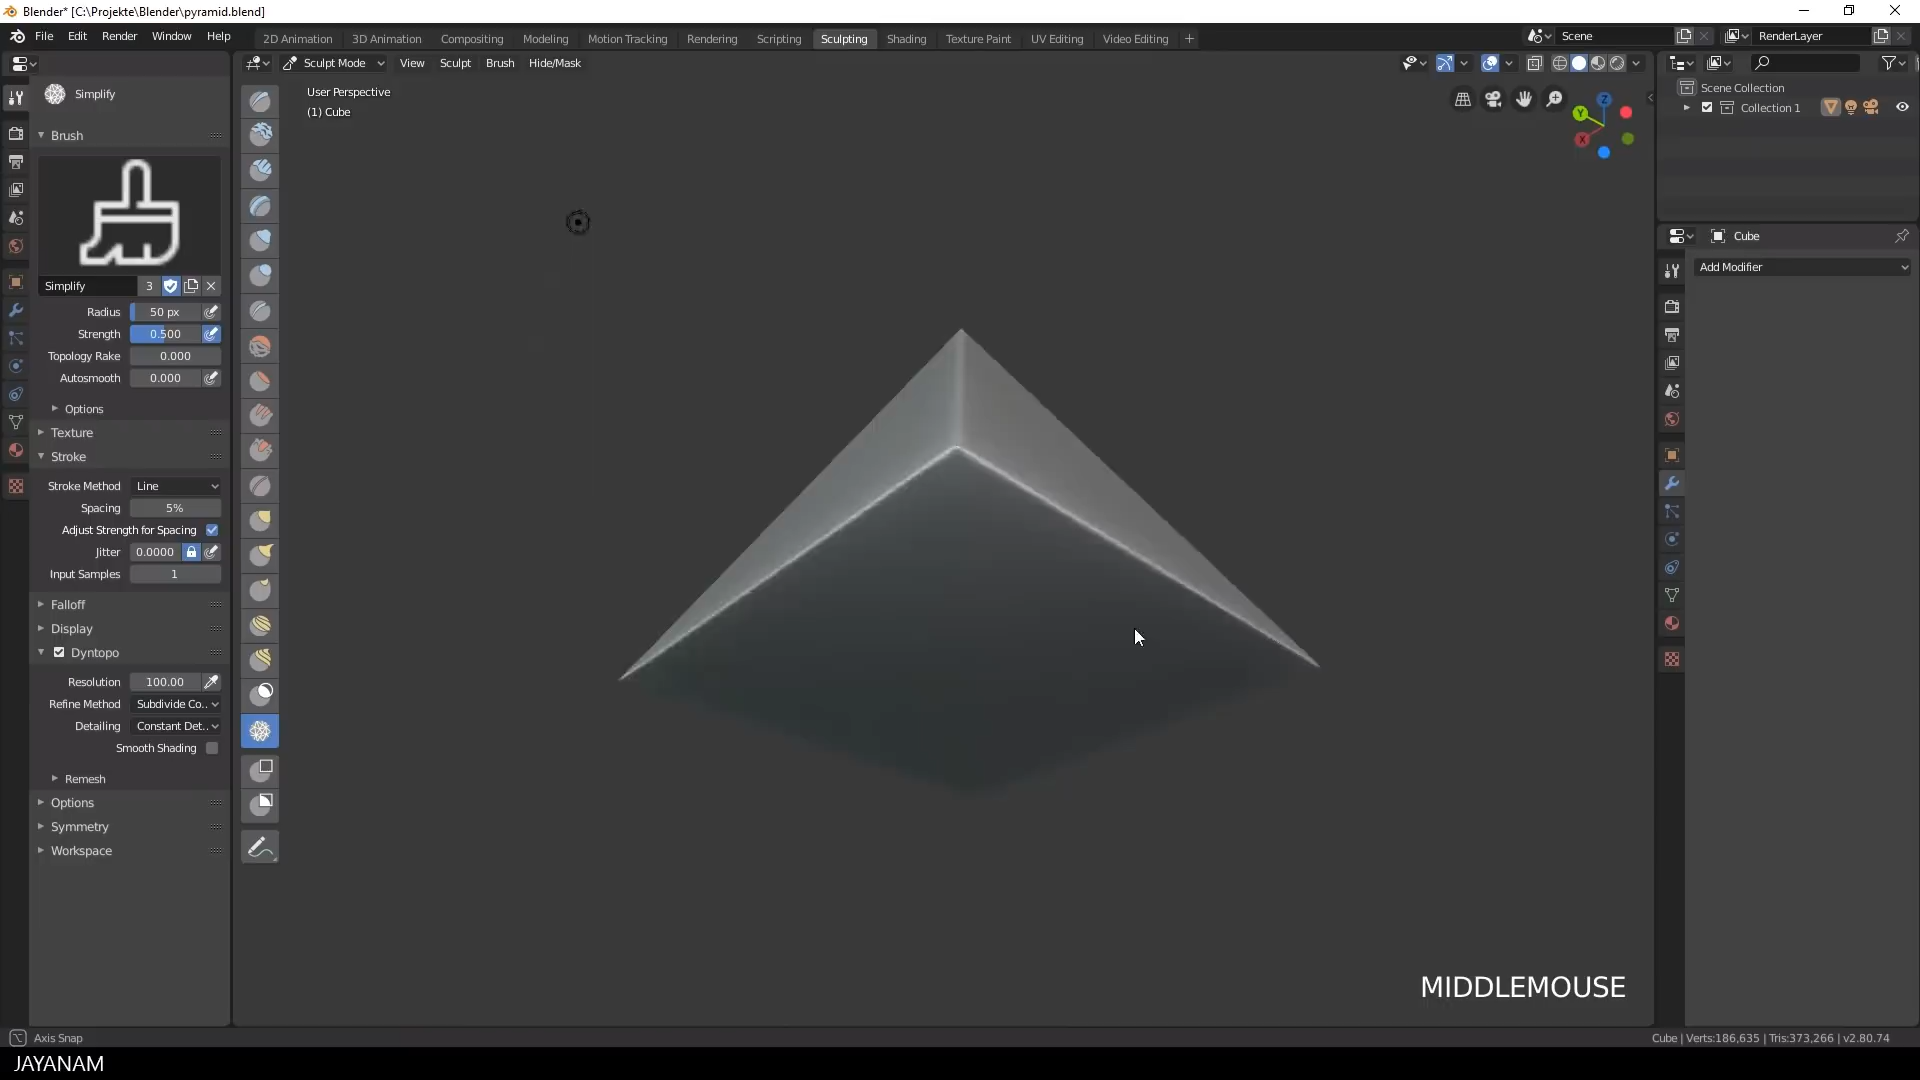 Blender* [C:\Projekte\Blender\pyramid.blend]
File Edit Render Window Help
2D Animation 3D Animation Compositing Modeling Motion Tracking Rendering Scripting Sculpting Shading Texture Paint UV Editing Video Editing +
Scene
RenderLayer
Simplify
Brush
Simplify 3
Radius 50 px
Strength 0.500
Topology Rake 0.000
Autosmooth 0.000
Options
Texture
Stroke
Stroke Method Line
Spacing 5%
Adjust Strength for Spacing
Jitter 0.0000
Input Samples 1
Falloff
Display
Dyntopo
Resolution 100.00
Refine Method Subdivide Co..
Detailing Constant Det..
Smooth Shading
Remesh
Options
Symmetry
Workspace
Sculpt Mode View Sculpt Brush Hide/Mask
User Perspective
(1) Cube
Z
Y
X
MIDDLEMOUSE
Scene Collection
Collection 1
Cube
Add Modifier
Axis Snap
Cube | Verts:186,635 | Tris:373,266 | v2.80.74
JAYANAM